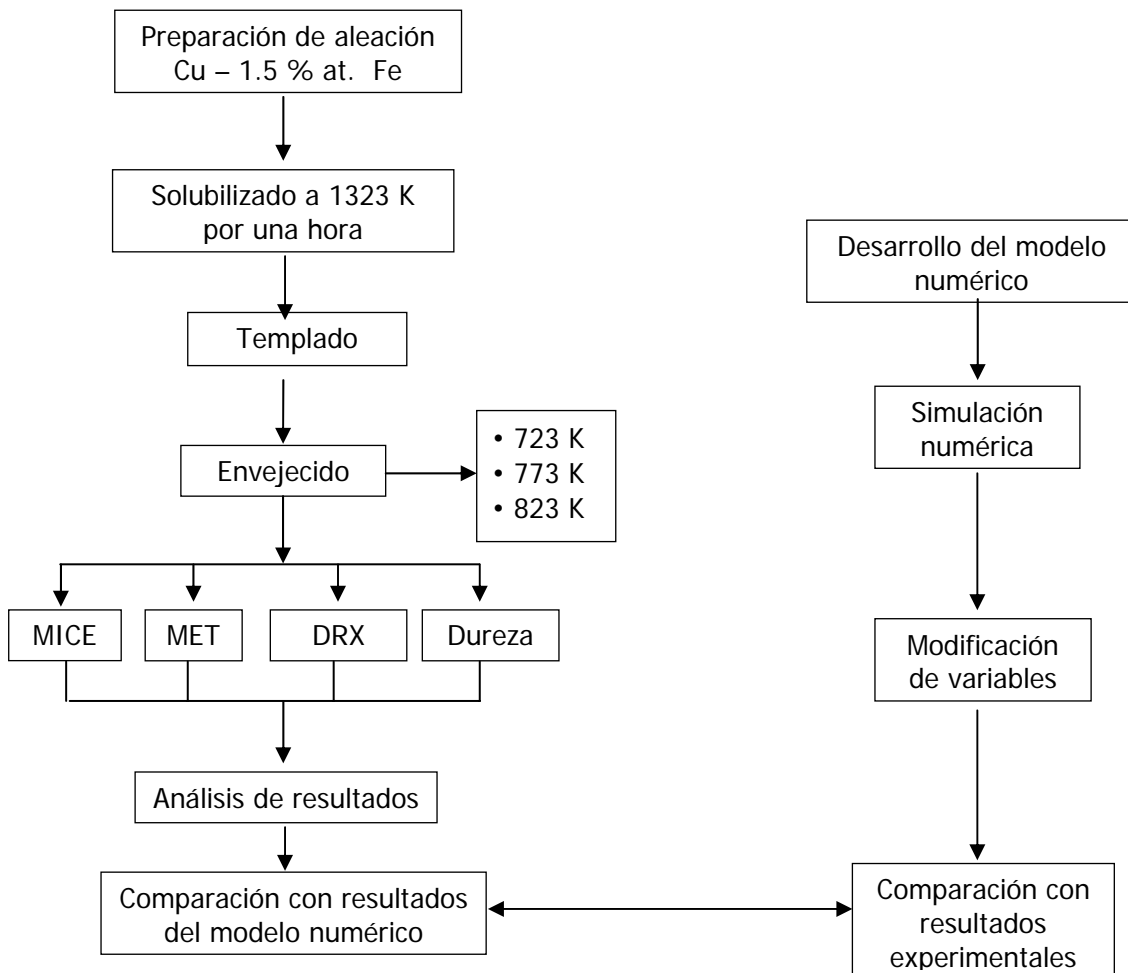 Preparación de aleación
Cu – 1.5 % at. Fe
Solubilizado a 1323 K
por una hora
Templado
Envejecido
• 723 K
• 773 K
• 823 K
MICE
MET
DRX
Dureza
Análisis de resultados
Comparación con resultados
del modelo numérico
Desarrollo del modelo
numérico
Simulación
numérica
Modificación
de variables
Comparación con
resultados
experimentales